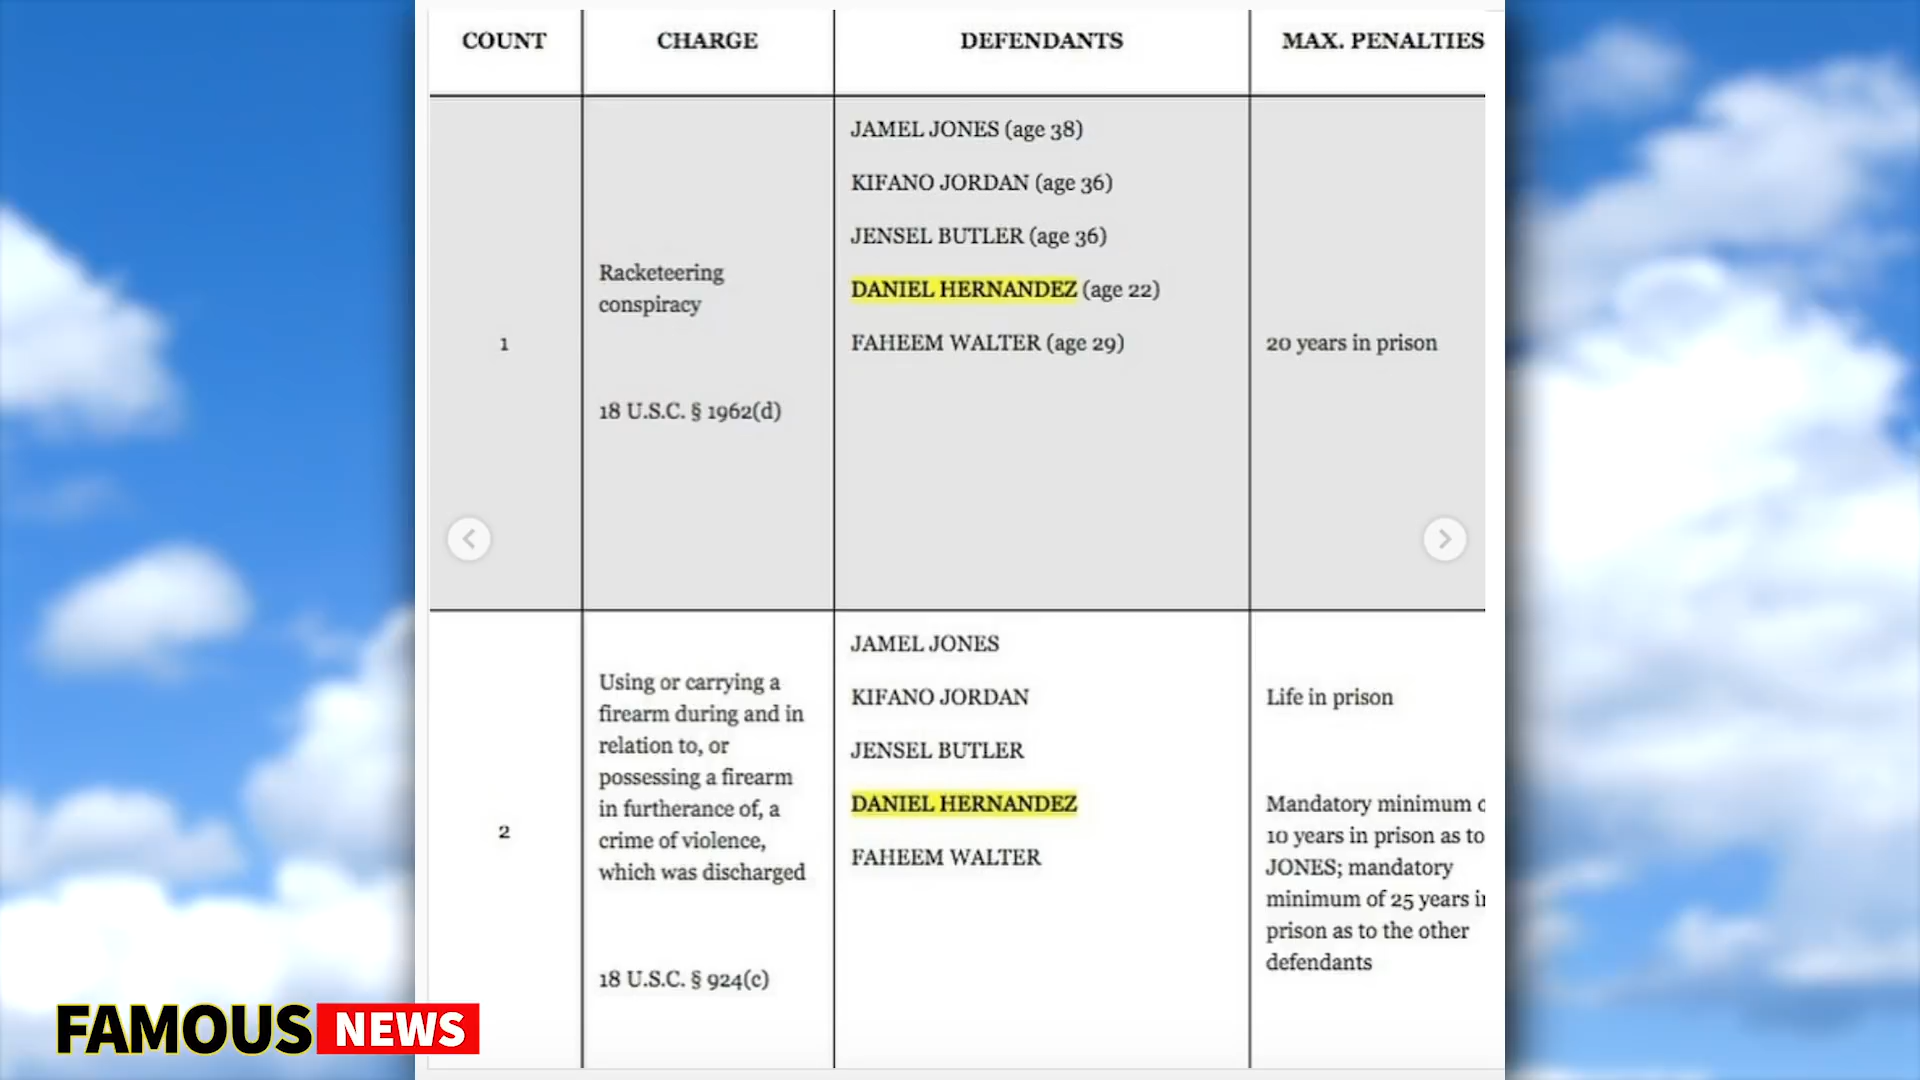 COUNT
CHARGE
DEFENDANTS
MAX. PENALTIES
1
Racketeering
conspiracy
18 U.S.C. § 1962(d)
JAMEL JONES (age 38)
KIFANO JORDAN (age 36)
JENSEL BUTLER (age 36)
DANIEL HERNANDEZ (age 22)
FAHEEM WALTER (age 29)
20 years in prison
2
Using or carrying a
firearm during and in
relation to, or
possessing a firearm
in furtherance of, a
crime of violence,
which was discharged
18 U.S.C. § 924(c)
JAMEL JONES
KIFANO JORDAN
JENSEL BUTLER
DANIEL HERNANDEZ
FAHEEM WALTER
Life in prison
Mandatory minimum
10 years in prison as to
JONES; mandatory
minimum of 25 years
prison as to the other
defendants
FAMOUS NEWS